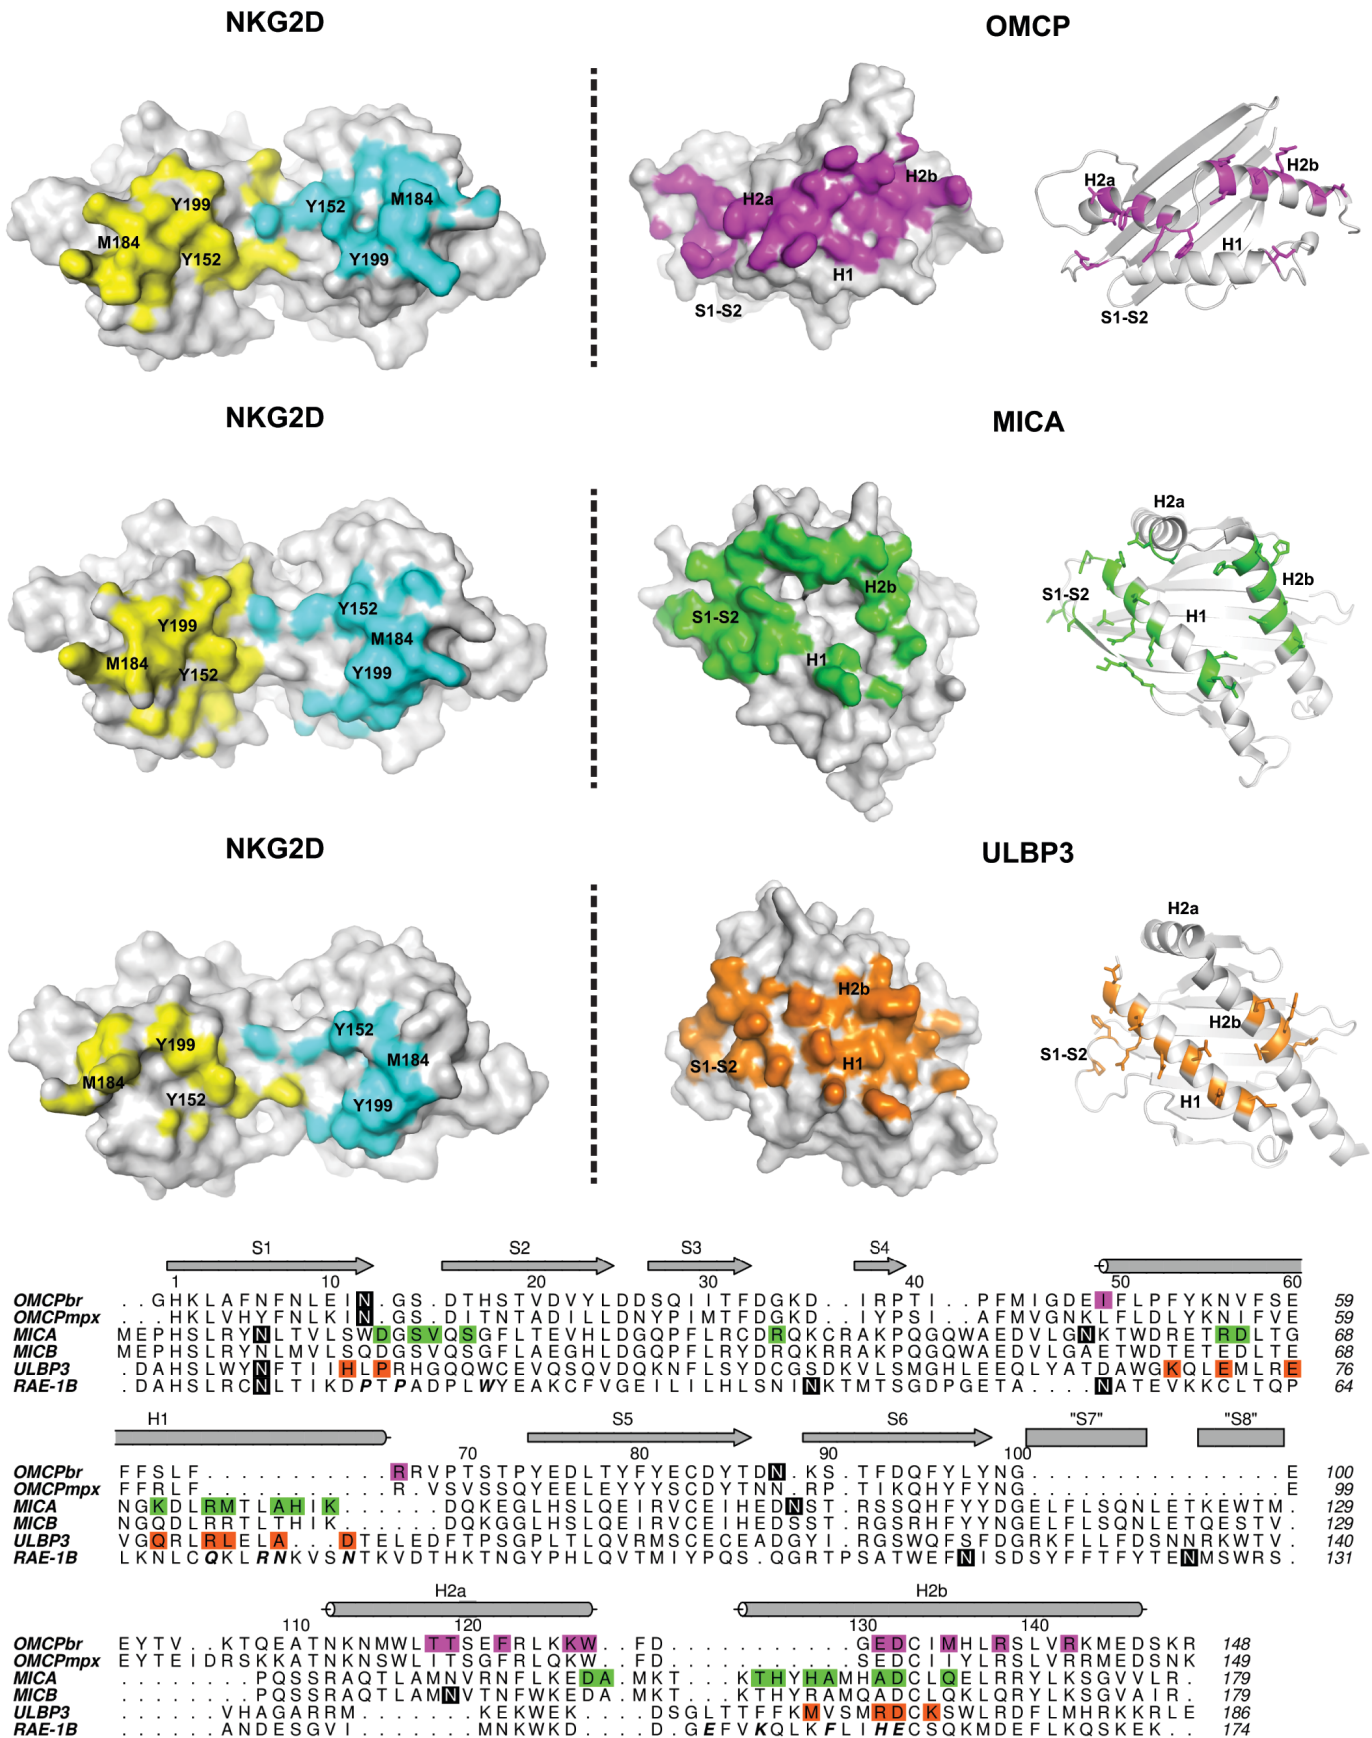 NKG2D
OMCP
Y199
M184
Y152
Y152
M184
Y199
H2a
H2b
H1
S1-S2
H2a
H2b
H1
S1-S2
NKG2D
MICA
Y199
M184
Y152
Y152
M184
Y199
S1-S2
H2b
H1
H2a
S1-S2
H2b
H1
NKG2D
ULBP3
Y199
M184
Y152
Y152
M184
Y199
H2b
S1-S2
H1
H2a
H2b
S1-S2
H1
S1 S2 S3 S4
1 10 20 30 40 50 60
OMCPbr . . G H K L A F N F N L E I N . G S . D T H S T V D V Y L D D S Q I I T F D G K D . . I R P T I . . P F M I G D E I F L P F Y K N V F S E 59
OMCPmpx . . . H K L V H Y F N L K I N . G S . D I T N T A D I L L D N Y P I M T F D G K D . . I Y P S I . . A F M V G N K L F L D L Y K N I F V E 59
MICA M E P H S L R Y N L T V L S W D G S V Q S G F L T E V H L D G Q P F L R C D R Q K C R A K P Q G Q W A E D V L G N K T W D R E T R D L T G 68
MICB M E P H S L R Y N L M V L S Q D G S V Q S G F L A E G H L D G Q P F L R Y D R Q K R R A K P Q G Q W A E D V L G A E T W D T E T E D L T E 68
ULBP3 . D A H S L W Y N F T I I H L P R H G Q Q W C E V Q S Q V D Q K N F L S Y D C G S D K V L S M G H L E E Q L Y A T D A W G K Q L E M L R E 76
RAE-1B . D A H S L R C N L T I K D P T P A D P L W Y E A K C F V G E I L I L H L S N I N K T M T S G D P G E T A . . . . N A T E V K K C L T Q P 64
H1 S5 S6 "S7" "S8"
70 80 90 100
OMCPbr F F S L F . . . . . . . . . . . R R V P T S T P Y E E D L T Y F Y E C D Y T D N . K S . T F D Q F Y L Y N G . . . . . . . . . . . . . . . E 100
OMCPmpx F F R L F . . . . . . . . . . . R . V S V S S Q Y E E L E Y Y Y S C D Y T N N . R P . T I K Q F Y F Y N G . . . . . . . . . . . . . . . E 99
MICA N G K D L R M T L A H I K . . . . . . D Q K E G L H S L Q E I R V C E I H E D N S T . R S S Q H F Y Y D G E L F L S Q N L E T K E W T M . 129
MICB N G Q D L R R T L T H I K . . . . . . D Q K G G L H S L Q E I R V C E I H E D S S T . R G S R H F Y Y N G E L F L S Q N L E T Q E S T V . 129
ULBP3 V G Q R L R L E L A . . . D T E L E D F T P S G P L T L Q V R M S C E C E A D G Y I . R G S W Q F S F D G R K F L L F D S N N R K W T V . 140
RAE-1B L K N L C Q K L R N K V S N T K V D T H K T N G Y P H L Q V T M I Y P Q S . Q G R T P S A T W E F N I S D S Y F F T F Y T E N M S W R S . 131
H2a H2b
110 120 130 140
OMCPbr E Y T V . . K T Q E A T N K N M W L T T S E F R L K K W . . F D . . . . . . . . . . . G E D C I M H L R S L V R K M E D S K R 148
OMCPmpx E Y T E I D R S K K A T N K N S W L I T S G F R L Q K W . . F D . . . . . . . . . . . S E D C I I Y L R S L V R R M E D S N K 149
MICA . . . . . . . . P Q S S R A Q T L A M N V R N F L K E D A . M K T . . . . K T H Y H A M H A D C L Q E L R R Y L K S G V V L R . 179
MICB . . . . . . . . P Q S S R A Q T L A M N V T N F W K E D A . M K T . . . . K T H Y R A M Q A D C L Q K L Q R Y L K S G V A I R . 179
ULBP3 . . . . . . V H A G A R R M . . . . . . . K E K W E K . . . . D S G L T T F F K M V S M R D C K S W L R D F L M H R K K R L E 186
RAE-1B . . . . . . A N D E S G V I . . . . . . . M N K W K D . . . . D . G E F V K Q L K F L I H E C S Q K M D E F L K Q S K E K . . 174